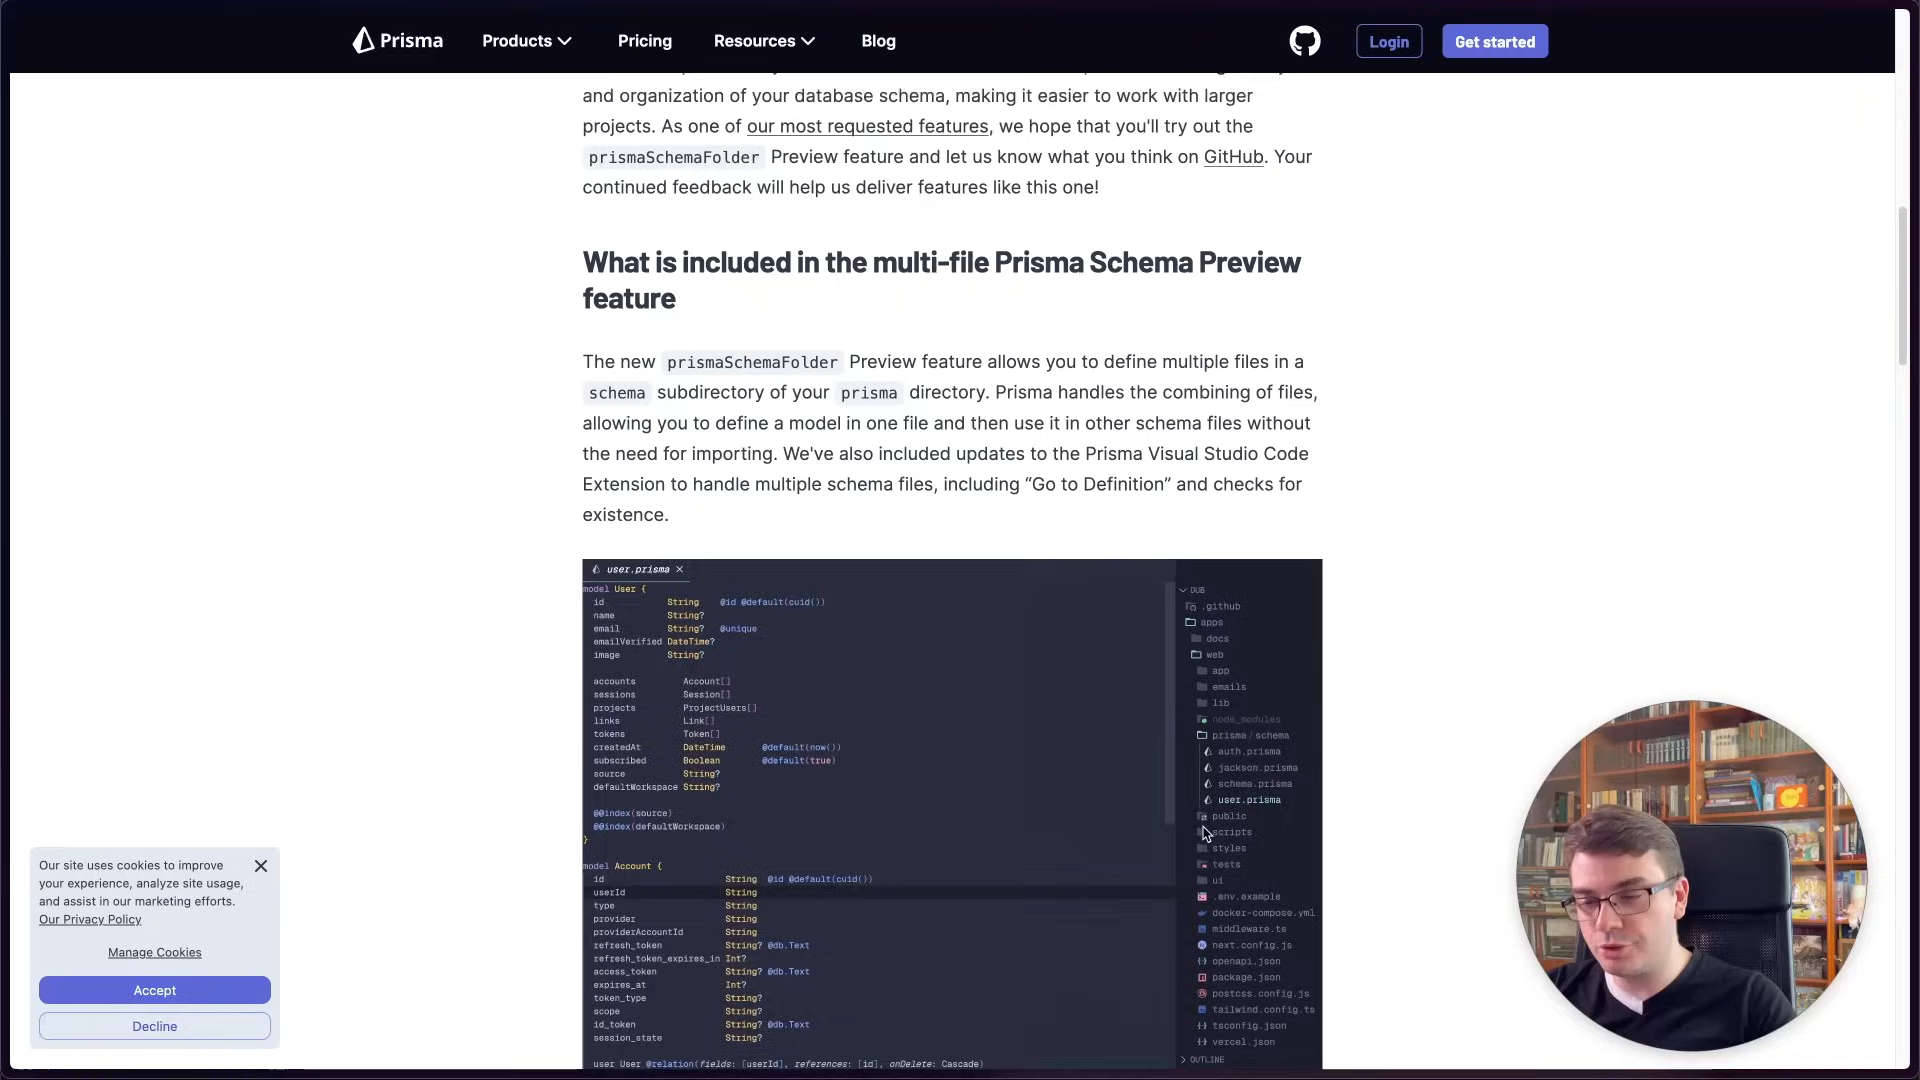 Prisma
Products
Pricing
Resources
Blog
Login
Get started
and organization of your database schema, making it easier to work with larger
projects. As one of our most requested features, we hope that you'll try out the
prismaSchemaFolder Preview feature and let us know what you think on GitHub. Your
continued feedback will help us deliver features like this one!
What is included in the multi-file Prisma Schema Preview
feature
The new prismaSchemaFolder Preview feature allows you to define multiple files in a
schema subdirectory of your prisma directory. Prisma handles the combining of files,
allowing you to define a model in one file and then use it in other schema files without
the need for importing. We've also included updates to the Prisma Visual Studio Code
Extension to handle multiple schema files, including “Go to Definition” and checks for
existence.
user.prisma
model User {
id String @id @default(cuid())
name String?
email String? @unique
emailVerified DateTime?
image String?
accounts Account[]
sessions Session[]
projects ProjectUsers[]
links Link[]
tokens Token[]
createdAt DateTime @default(now())
subscribed Boolean @default(true)
source String?
defaultWorkspace String?
@@index(source)
@@index(defaultWorkspace)
}
model Account {
id String @id @default(cuid())
userId String
type String
provider String
providerAccountId String
refresh_token String? @db.Text
refresh_token_expires_in Int?
access_token String? @db.Text
expires_at Int?
token_type String?
scope String?
id_token String? @db.Text
session_state String?
user User @relation(fields: [userId], references: [id], onDelete: Cascade)
DUB
.github
apps
docs
web
app
emails
lib
node_modules
prisma/schema
auth.prisma
jackson.prisma
schema.prisma
user.prisma
public
scripts
styles
tests
ui
.env.example
docker-compose.yml
middleware.ts
next.config.js
openapi.json
package.json
postcss.config.js
tailwind.config.ts
tsconfig.json
vercel.json
OUTLINE
Our site uses cookies to improve
your experience, analyze site usage,
and assist in our marketing efforts.
Our Privacy Policy
Manage Cookies
Accept
Decline